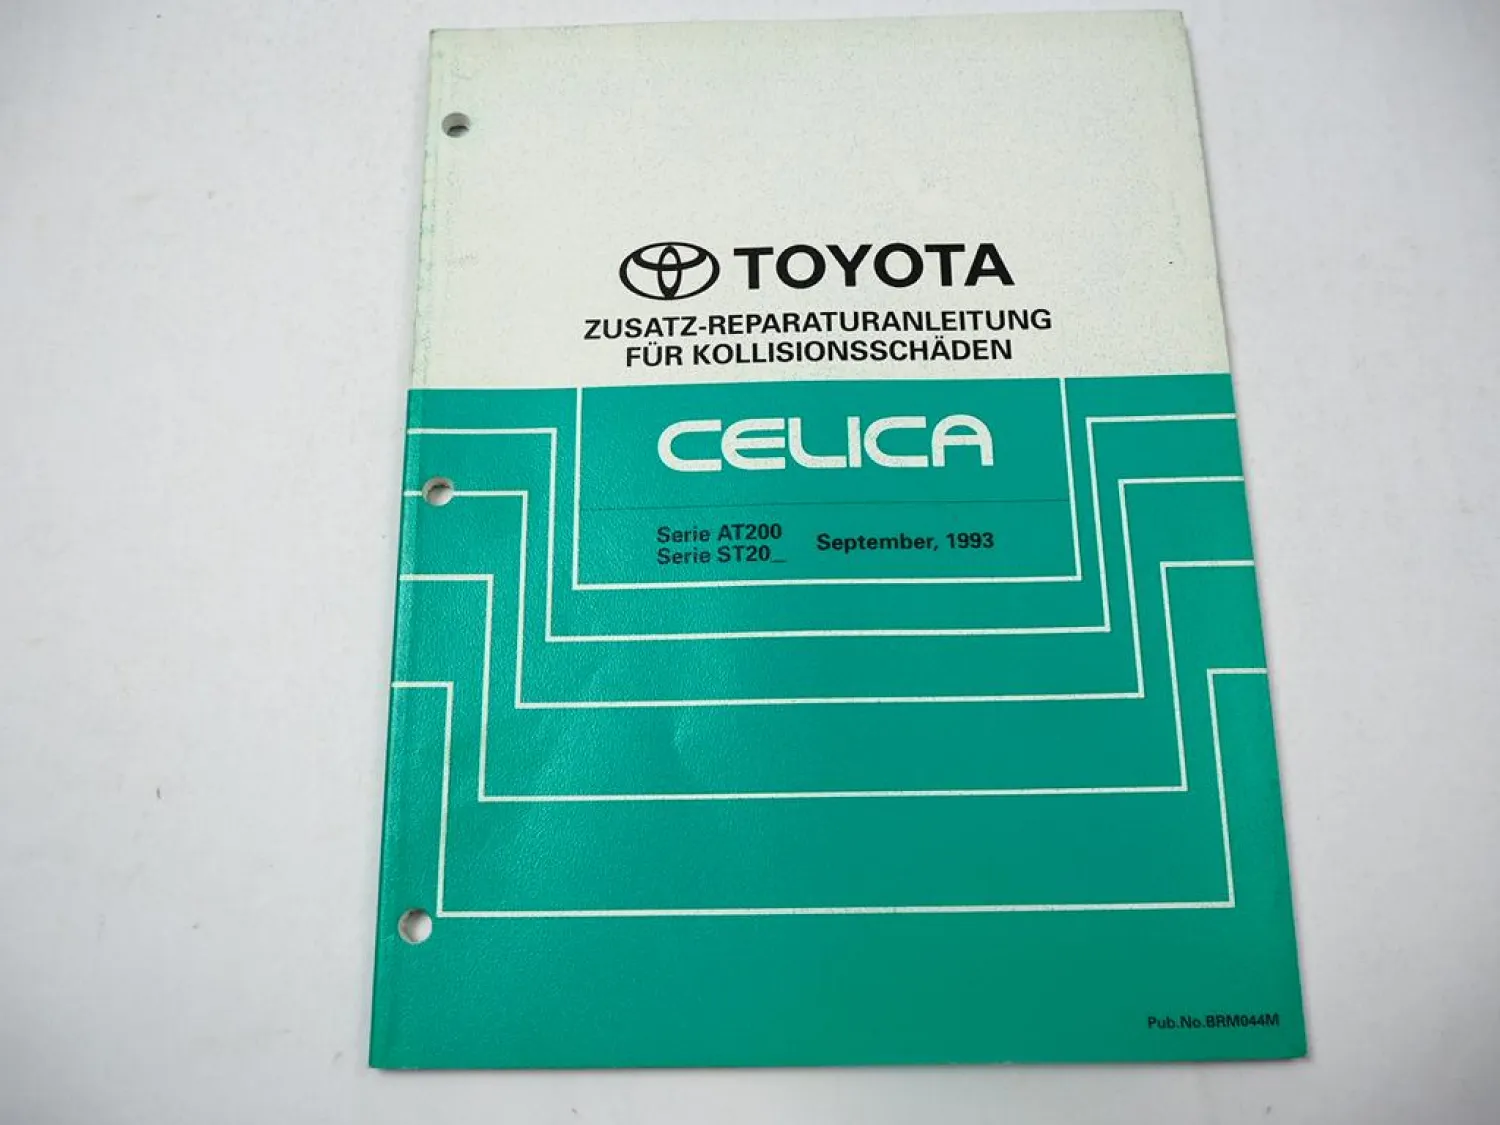 TOYOTA
ZUSATZ-REPARATURANLEITUNG
FÜR KOLLISIONSSCHÄDEN
CELICA
Serie AT200
Serie ST20_
September, 1993
Pub.No.BRM044M